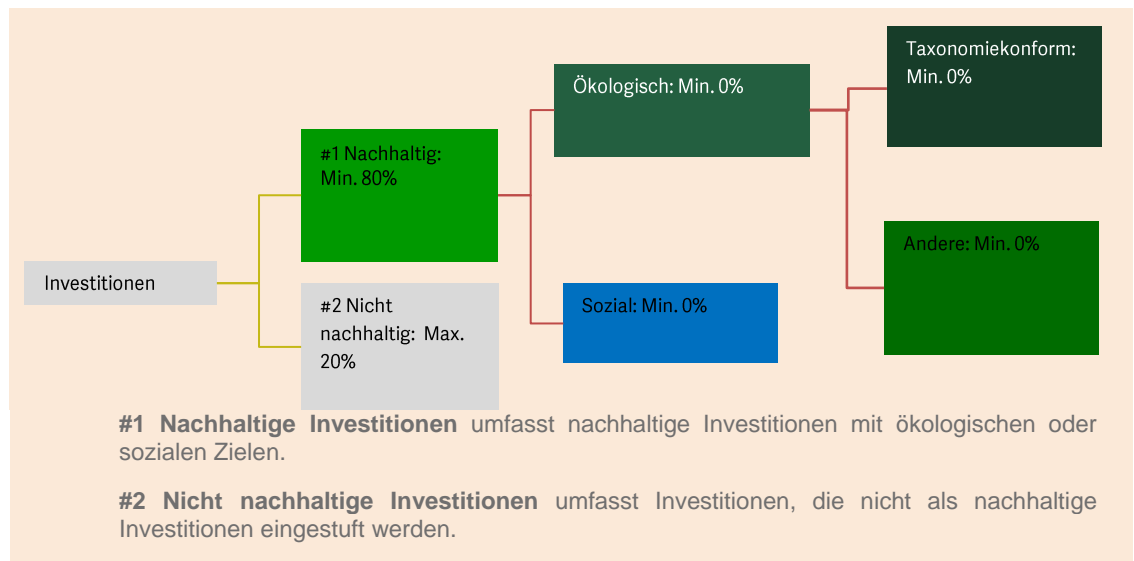 Taxonomiekonform:
Min. 0%
Ökologisch: Min. 0%
#1 Nachhaltig:
Min. 80%
Andere: Min. 0%
Investitionen
#2 Nicht
nachhaltig: Max.
20%
Sozial: Min. 0%
#1 Nachhaltige Investitionen umfasst nachhaltige Investitionen mit ökologischen oder
sozialen Zielen.
#2 Nicht nachhaltige Investitionen umfasst Investitionen, die nicht als nachhaltige
Investitionen eingestuft werden.